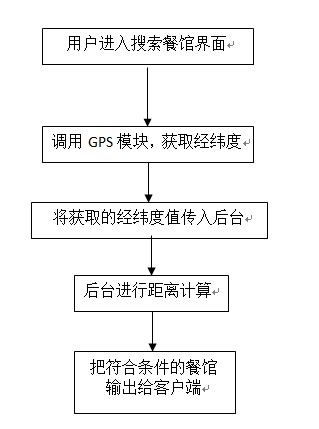 用户进入搜索餐馆界面
调用 GPS 模块，获取经纬度
将获取的经纬度值传入后台
后台进行距离计算
把符合条件的餐馆
输出给客户端